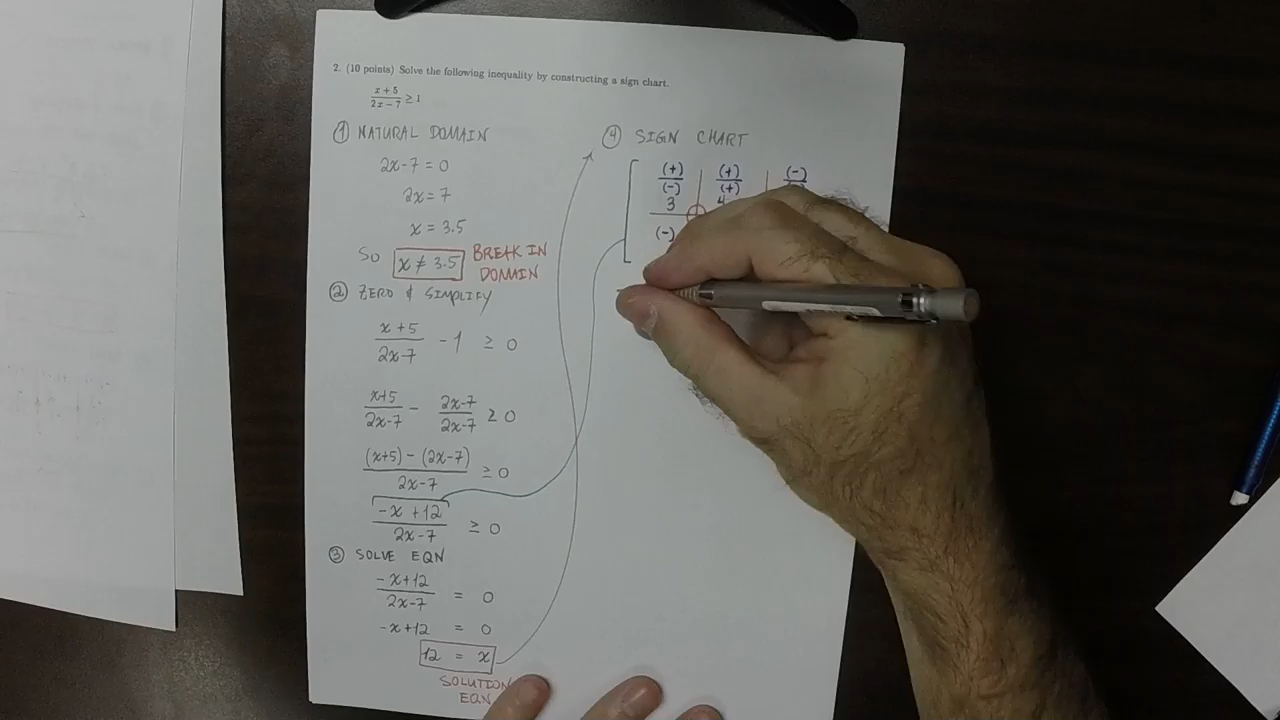 2. (10 points) Solve the following inequality by constructing a sign chart.
x + 5
2x − 7 ≥ 1
① NATURAL DOMAIN
2x-7 = 0
2x = 7
x = 3.5
SO x ≠ 3.5 BREAK IN
DOMAIN
② ZERO & SIMPLIFY
x+5
2x-7 - 1 ≥ 0
x+5 - 2x-7 ≥ 0
2x-7 2x-7
(x+5) - (2x-7) ≥ 0
2x-7
-x +12 ≥ 0
2x-7
③ SOLVE EQN
-x+12 = 0
2x-7
-x+12 = 0
12 = x
SOLUTION
EQN
④ SIGN CHART
(+) (+) (-)
(-) (+)
3 4
(-)